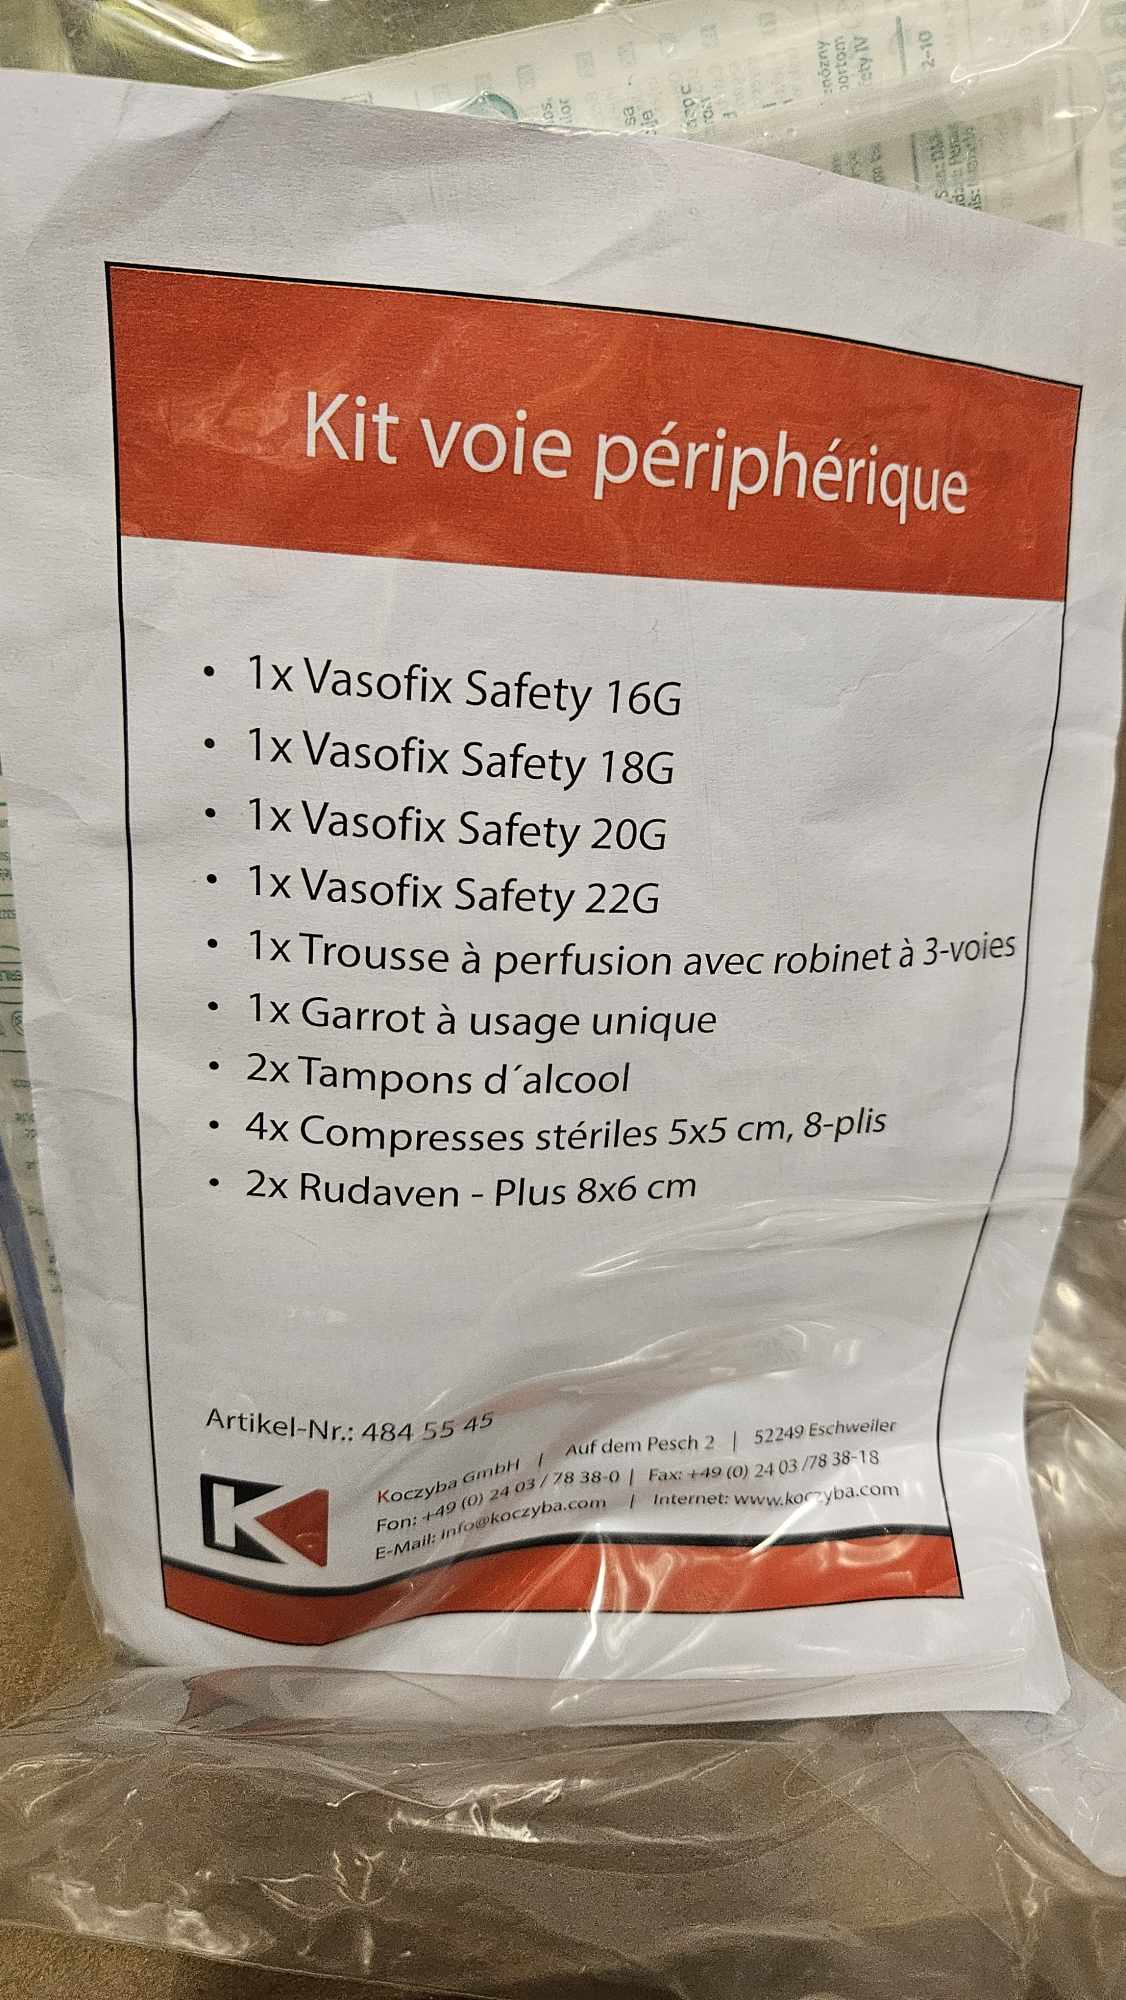 Kit voie périphérique
• 1x Vasofix Safety 16G
• 1x Vasofix Safety 18G
• 1x Vasofix Safety 20G
• 1x Vasofix Safety 22G
• 1x Trousse à perfusion avec robinet à 3-voies
• 1x Garrot à usage unique
• 2x Tampons d´alcool
• 4x Compresses stériles 5x5 cm, 8-plis
• 2x Rudaven - Plus 8x6 cm
Artikel-Nr.: 484 55 45
Koczyba GmbH | Auf dem Pesch 2 | 52249 Eschweiler
Fon: +49 (0) 24 03 / 78 38-0 | Fax: +49 (0) 24 03 /78 38-18
E-Mail: info@koczyba.com | Internet: www.koczyba.com